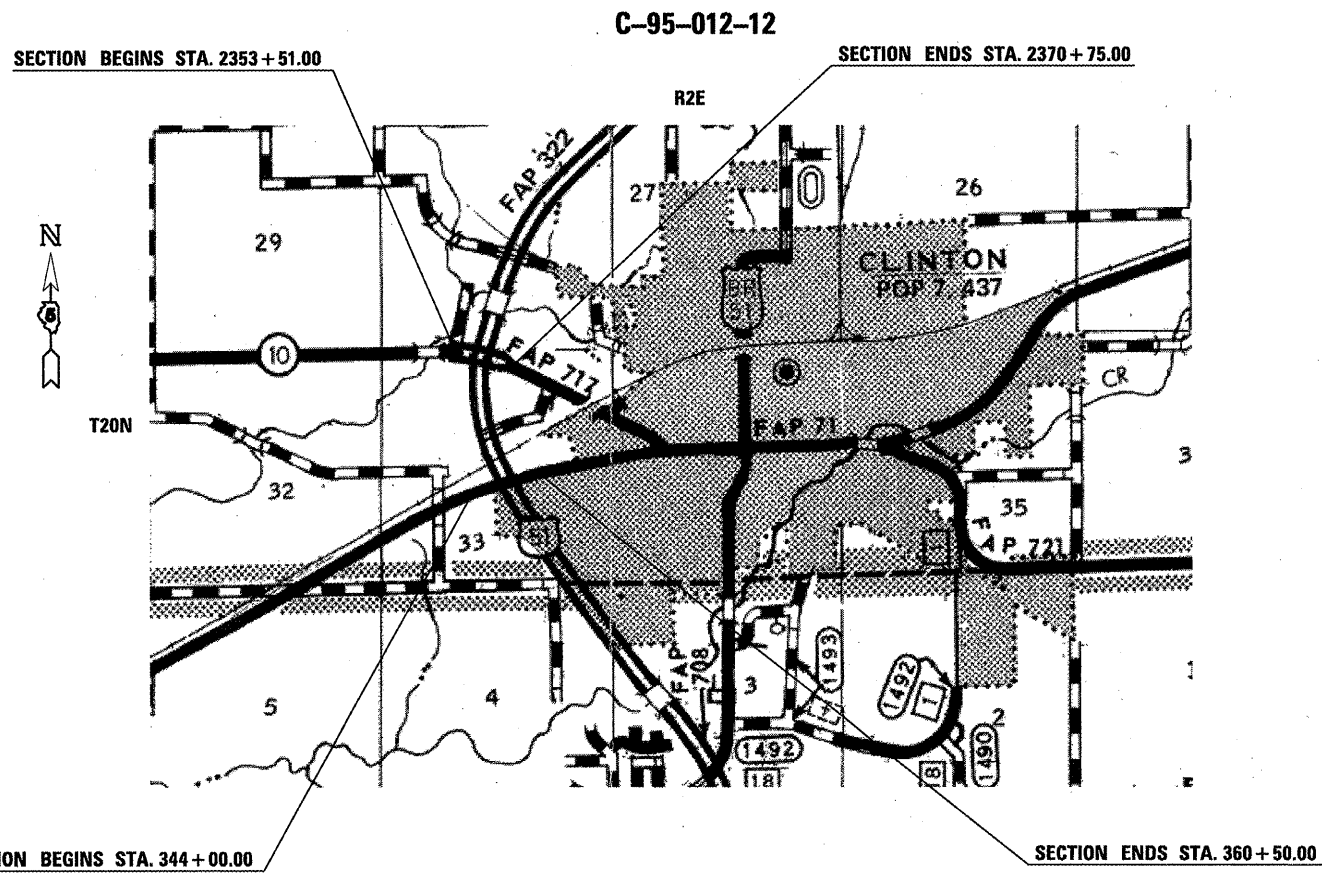 C–95–012–12
SECTION BEGINS STA. 2353+51.00
SECTION ENDS STA. 2370+75.00
R2E
FAP 322
27
26
N
29
CLINTON
POP 7,437
BR
51
10
FAP 717
CR
T20N
FAP 71
32
35
33
51
FAP 721
FAP
708
1493
1492
1
3
5
4
2
17
1492
18
18
1490
ION BEGINS STA. 344+00.00
SECTION ENDS STA. 360+50.00